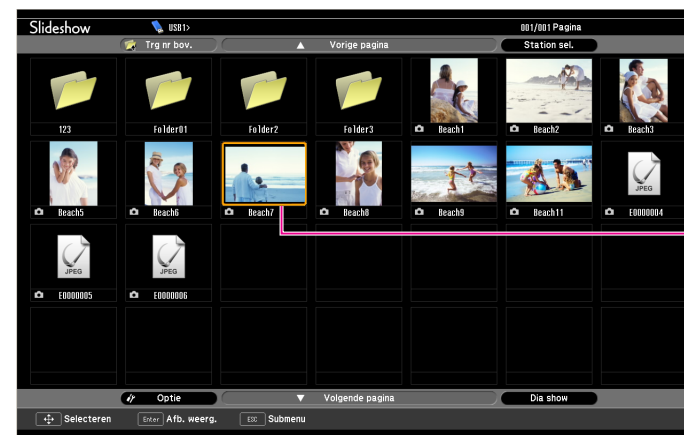 Slideshow USB1> 001/001 Pagina
Trg nr bov. Vorige pagina Station sel.
123 Folder01 Folder2 Folder3 Beach1 Beach2 Beach3
Beach5 Beach6 Beach7 Beach8 Beach9 Beach11 E0000004
JPEG
JPEG JPEG
E0000005 E0000006
Optie Volgende pagina Dia show
Selecteren Enter Afb. weerg. ESC Submenu